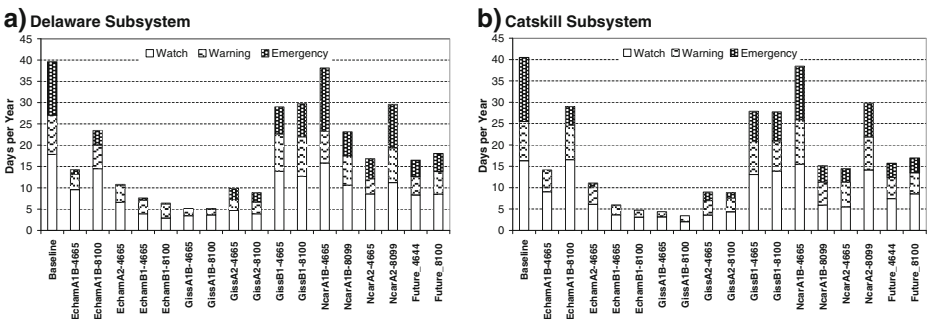 a) Delaware Subsystem
45
40
35
30
25
20
15
10
5
0
Days per Year
Watch Warning Emergency
Baseline
EchamA1B-4665
EchamA1B-8100
EchamA2-4665
EchamB1-4665
EchamB1-8100
GissA1B-4665
GissA1B-8100
GissA2-4665
GissA2-8100
GissB1-4665
GissB1-8100
NcarA1B-4665
NcarA1B-8099
NcarA2-4665
NcarA2-8099
Future_4644
Future_8100
b) Catskill Subsystem
45
40
35
30
25
20
15
10
5
0
Days per Year
Watch Warning Emergency
Baseline
EchamA1B-4665
EchamA1B-8100
EchamA2-4665
EchamB1-4665
EchamB1-8100
GissA1B-4665
GissA1B-8100
GissA2-4665
GissA2-8100
GissB1-4665
GissB1-8100
NcarA1B-4665
NcarA1B-8099
NcarA2-4665
NcarA2-8099
Future_4644
Future_8100